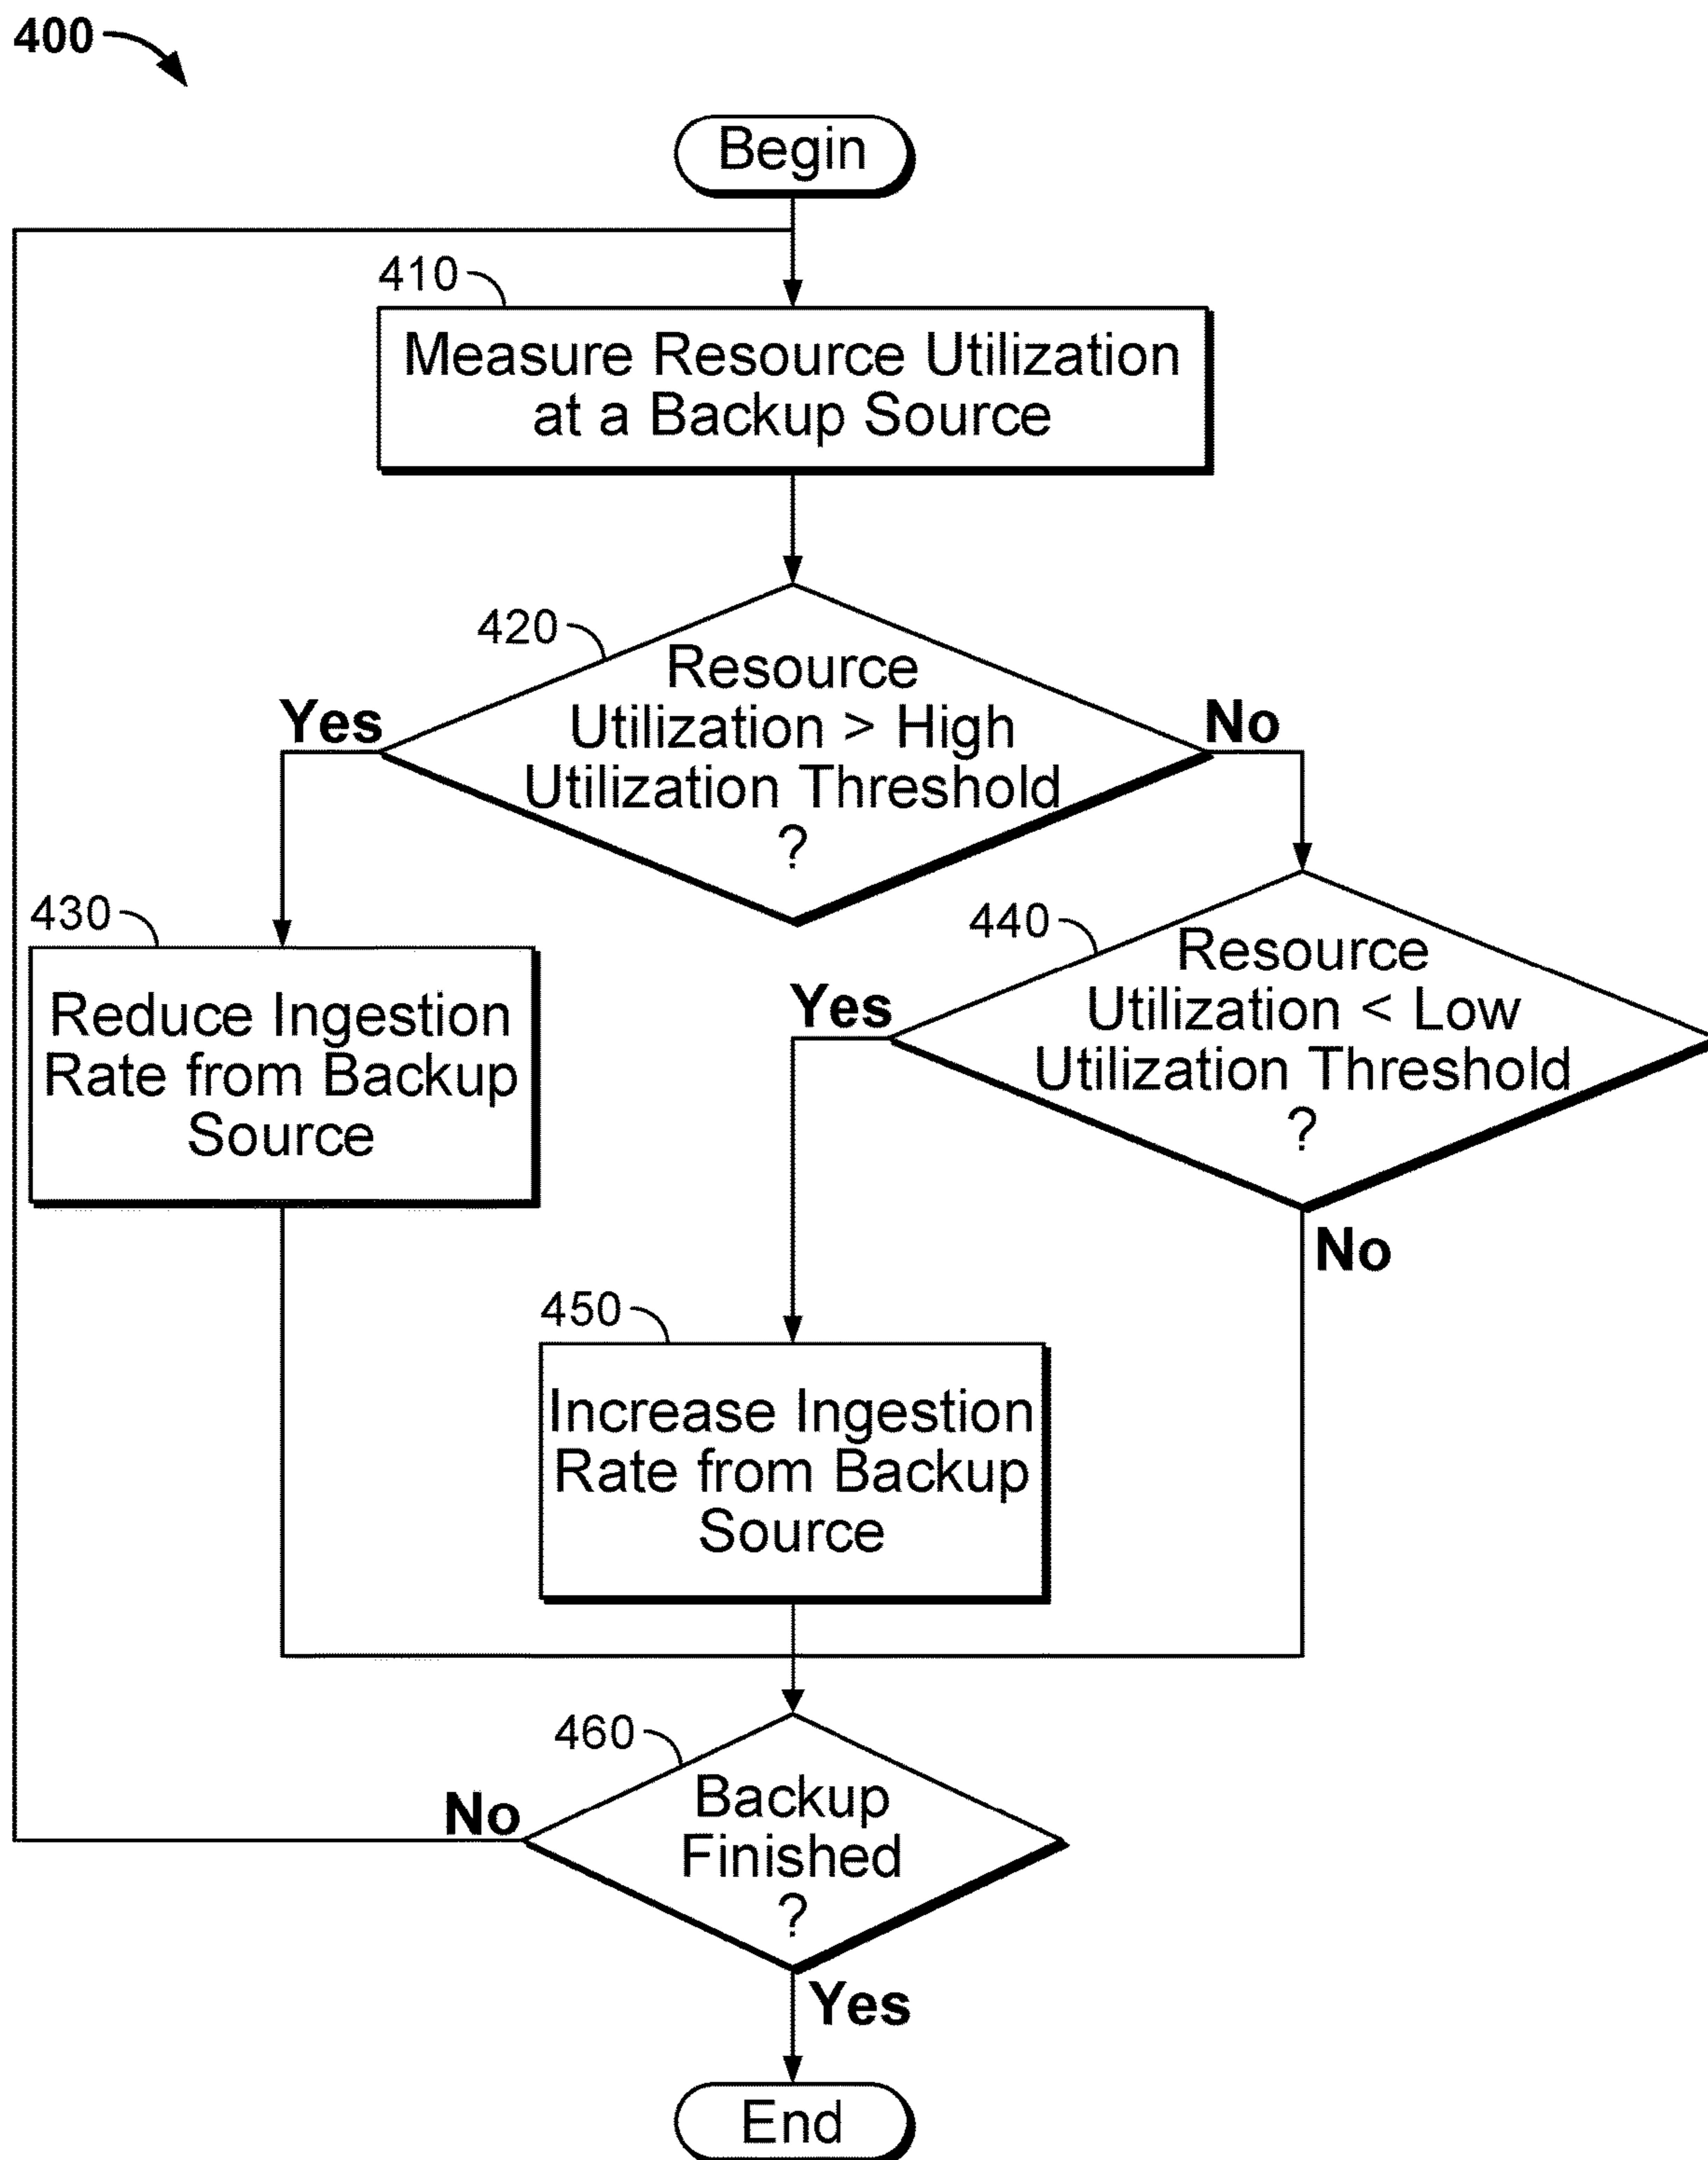 400
Begin
410
Measure Resource Utilization
at a Backup Source
420
Resource
Utilization > High
Utilization Threshold
?
Yes
No
430
Reduce Ingestion
Rate from Backup
Source
440
Resource
Utilization < Low
Utilization Threshold
?
Yes
No
450
Increase Ingestion
Rate from Backup
Source
460
Backup
Finished
?
No
Yes
End